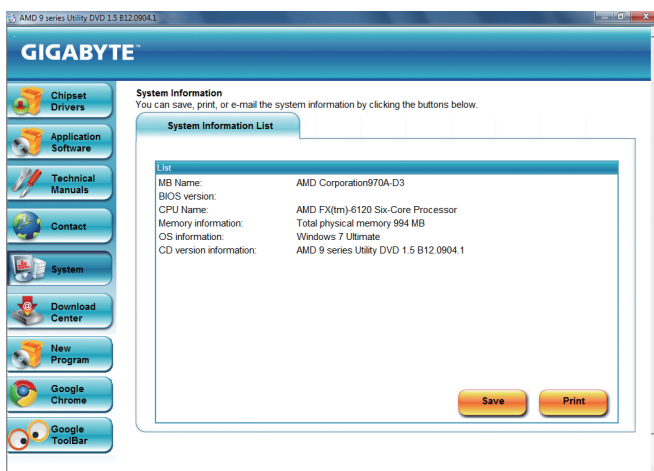 AMD 9 series Utility DVD 1.5 B12.0904.1
GIGABYTE™
Chipset
Drivers
Application
Software
Technical
Manuals
Contact
System
Download
Center
New
Program
Google
Chrome
Google
ToolBar
System Information
You can save, print, or e-mail the system information by clicking the buttons below.
System Information List
List
MB Name: AMD Corporation970A-D3
BIOS version:
CPU Name: AMD FX(tm)-6120 Six-Core Processor
Memory information: Total physical memory 994 MB
OS information: Windows 7 Ultimate
CD version information: AMD 9 series Utility DVD 1.5 B12.0904.1
Save Print